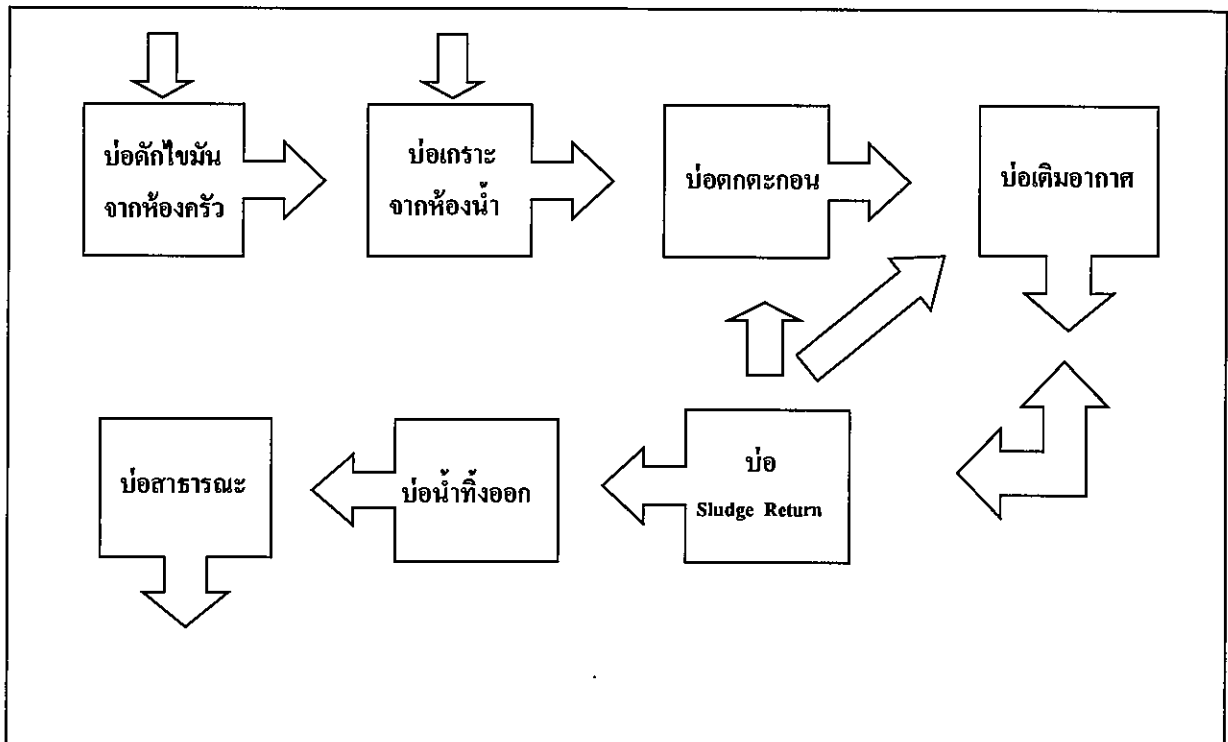 บ่อดักไขมัน
จากห้องครัว
บ่อเกราะ
จากห้องน้ำ
บ่อตกตะกอน
บ่อเติมอากาศ
บ่อสาธารณะ
บ่อน้ำทิ้งออก
บ่อ
Sludge Return